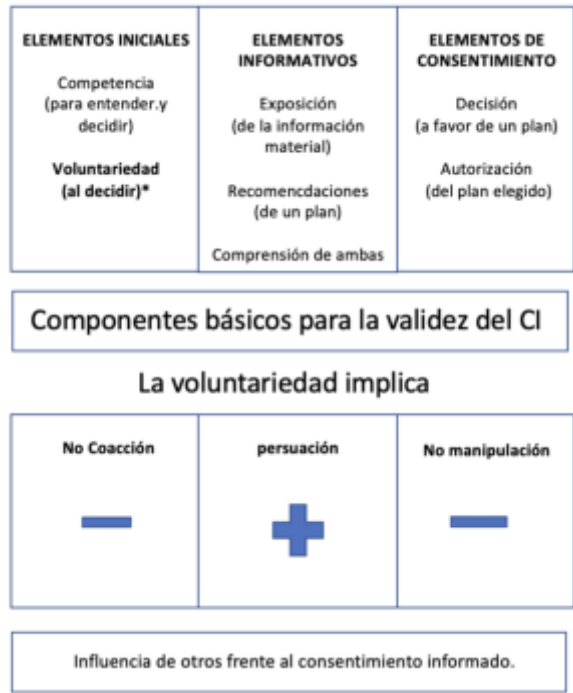 ELEMENTOS INICIALES
Competencia
(para entender.y
decidir)
Voluntariedad
(al decidir)*
ELEMENTOS
INFORMATIVOS
Exposición
(de la información
material)
Recomencdaciones
(de un plan)
Comprensión de ambas
ELEMENTOS DE
CONSENTIMIENTO
Decisión
(a favor de un plan)
Autorización
(del plan elegido)
Componentes básicos para la validez del CI
La voluntariedad implica
No Coacción
persuación
No manipulación
Influencia de otros frente al consentimiento informado.